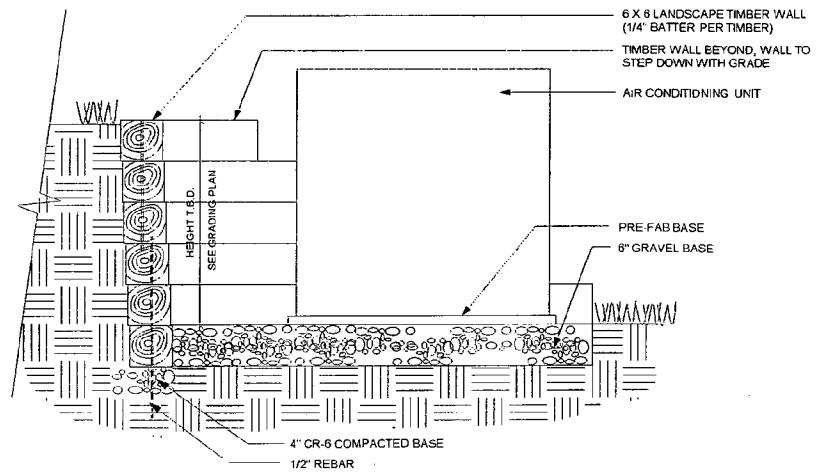 6 X 6 LANDSCAPE TIMBER WALL
(1/4" BATTER PER TIMBER)
TIMBER WALL BEYOND, WALL TO
STEP DOWN WITH GRADE
AIR CONDITIONING UNIT
HEIGHT T.B.D.
SEE GRADING PLAN
PRE-FAB BASE
6" GRAVEL BASE
4" CR-6 COMPACTED BASE
1/2" REBAR